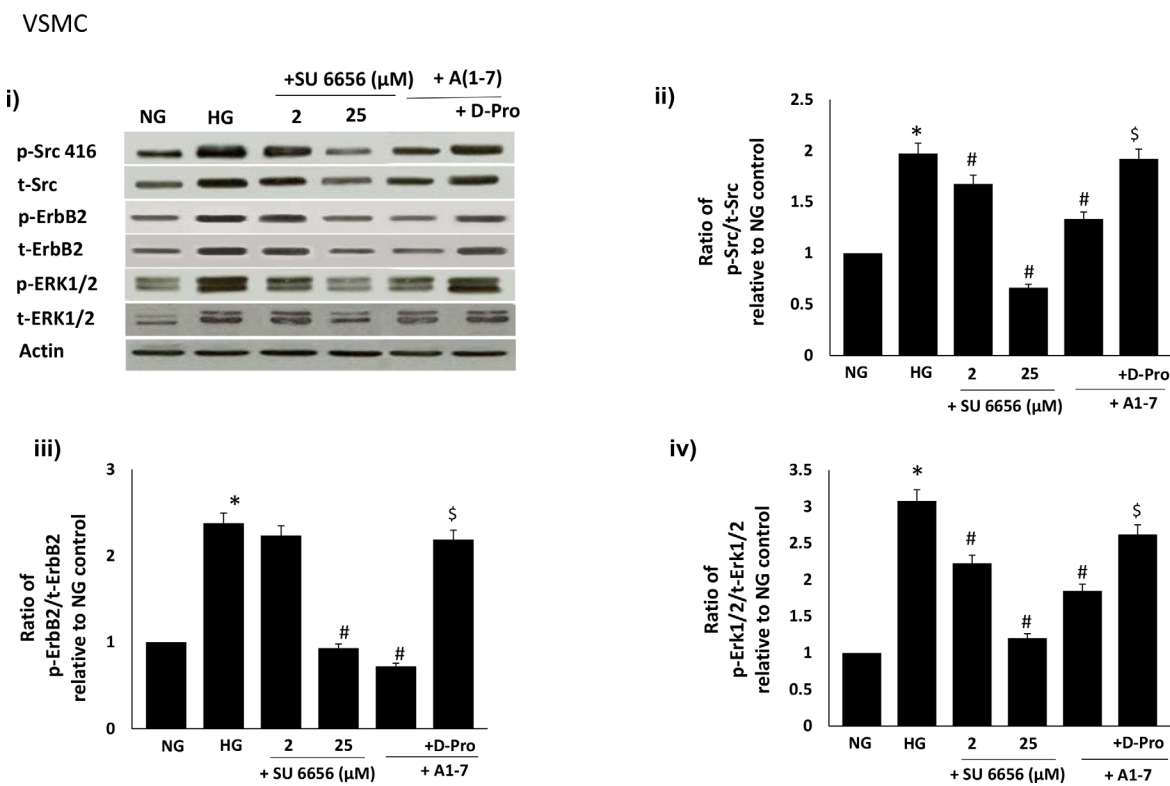 VSMC
i)
+SU 6656 (µM)
+ A(1-7)
NG HG 2 25 + D-Pro
p-Src 416
t-Src
p-ErbB2
t-ErbB2
p-ERK1/2
t-ERK1/2
Actin
ii)
Ratio of
p-Src/t-Src
relative to NG control
2.5
2
1.5
1
0.5
0
*
#
#
#
$
NG HG 2 25 +D-Pro
+ SU 6656 (µM) + A1-7
iii)
Ratio of
p-ErbB2/t-ErbB2
relative to NG control
3
2
1
0
*
#
#
$
NG HG 2 25 +D-Pro
+ SU 6656 (µM) + A1-7
iv)
Ratio of
p-Erk1/2/t-Erk1/2
relative to NG control
3.5
3
2.5
2
1.5
1
0.5
0
*
#
#
#
$
NG HG 2 25 +D-Pro
+ SU 6656 (µM) + A1-7